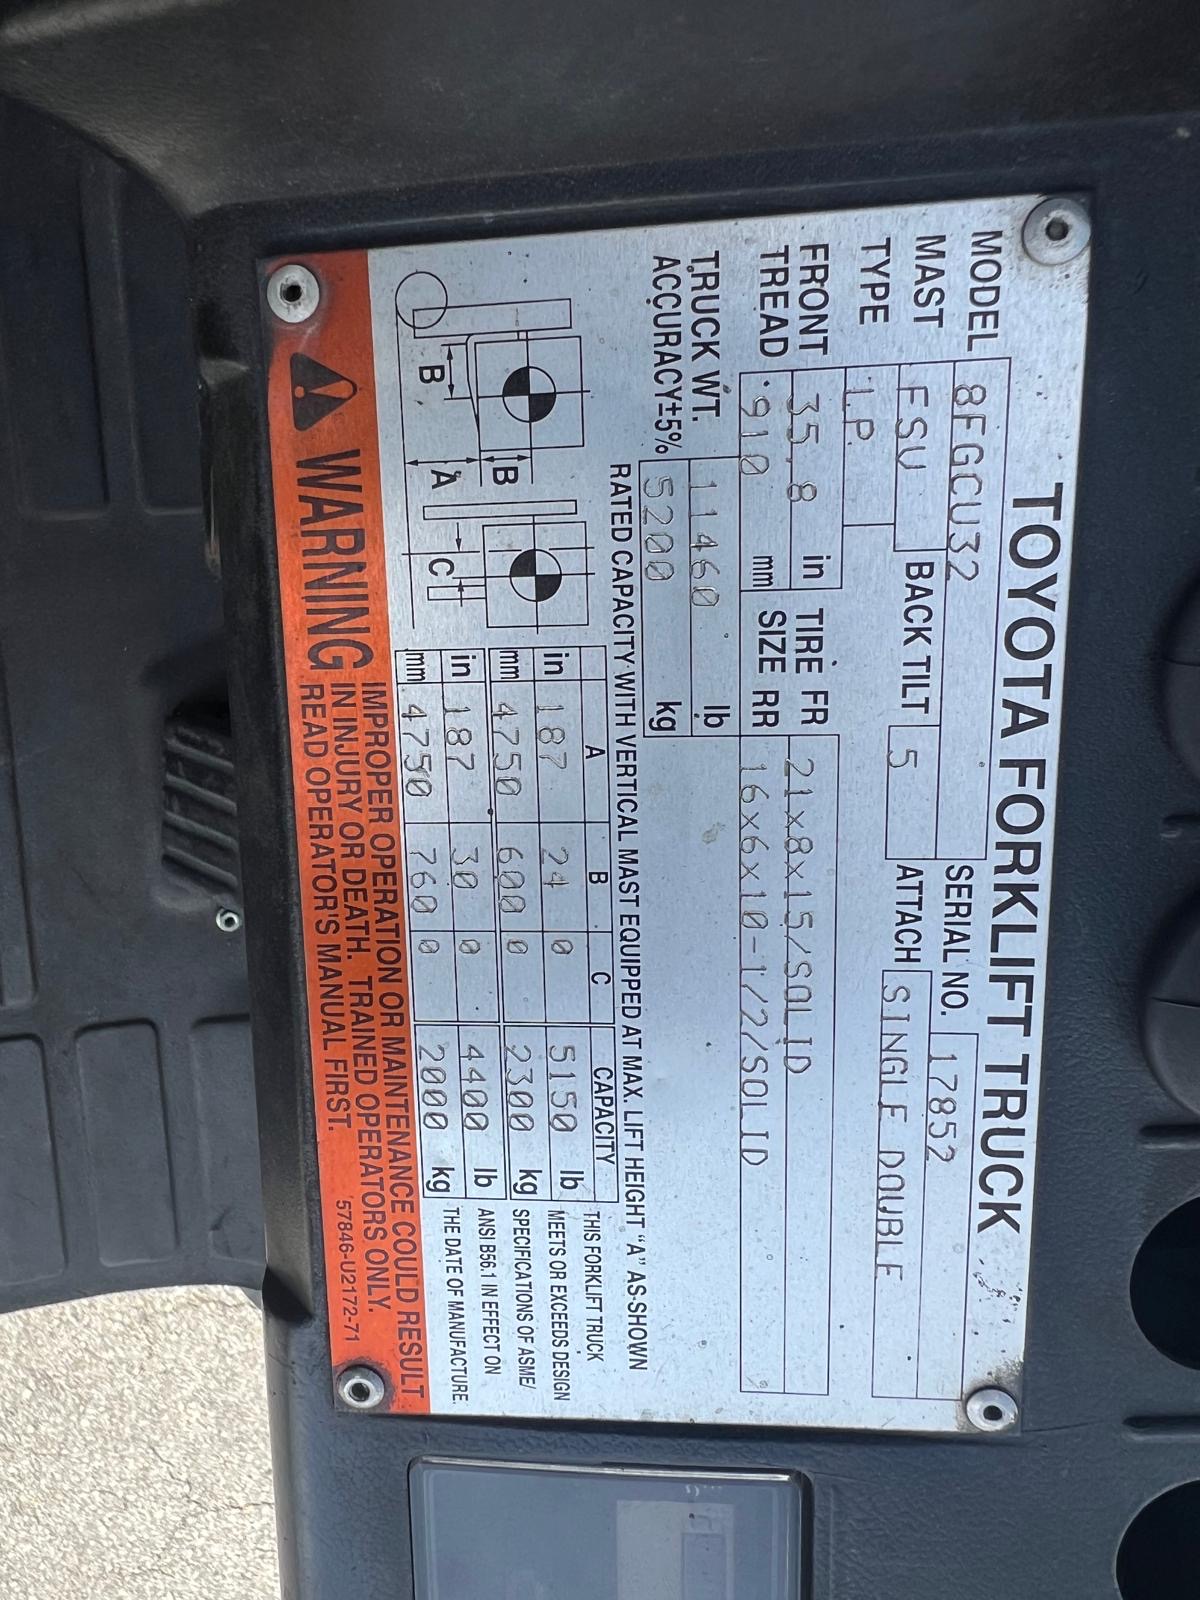 TOYOTA FORKLIFT TRUCK
MODEL 8FGCU32 SERIAL NO. 17852
MAST FSV BACK TILT 5 ATTACH SINGLE DOUBLE
TYPE LP
FRONT 35.8 in TIRE FR 21x8x15/SOLID
TREAD 910 mm SIZE RR 16x6x10-1/2/SOLID
TRUCK WT. 11460 lb
ACCURACY±5% 5200 kg
RATED CAPACITY WITH VERTICAL MAST EQUIPPED AT MAX. LIFT HEIGHT "A" AS SHOWN
A B C CAPACITY
in 187 24 0 5150 lb
mm 4750 600 0 2300 kg
in 187 30 0 4400 lb
mm 4750 760 0 2000 kg
B
B
A
C
THIS FORKLIFT TRUCK
MEETS OR EXCEEDS DESIGN
SPECIFICATIONS OF ASME/
ANSI B56.1 IN EFFECT ON
THE DATE OF MANUFACTURE.
WARNING
IMPROPER OPERATION OR MAINTENANCE COULD RESULT
IN INJURY OR DEATH. TRAINED OPERATORS ONLY.
READ OPERATOR'S MANUAL FIRST.
57846-U2172-71